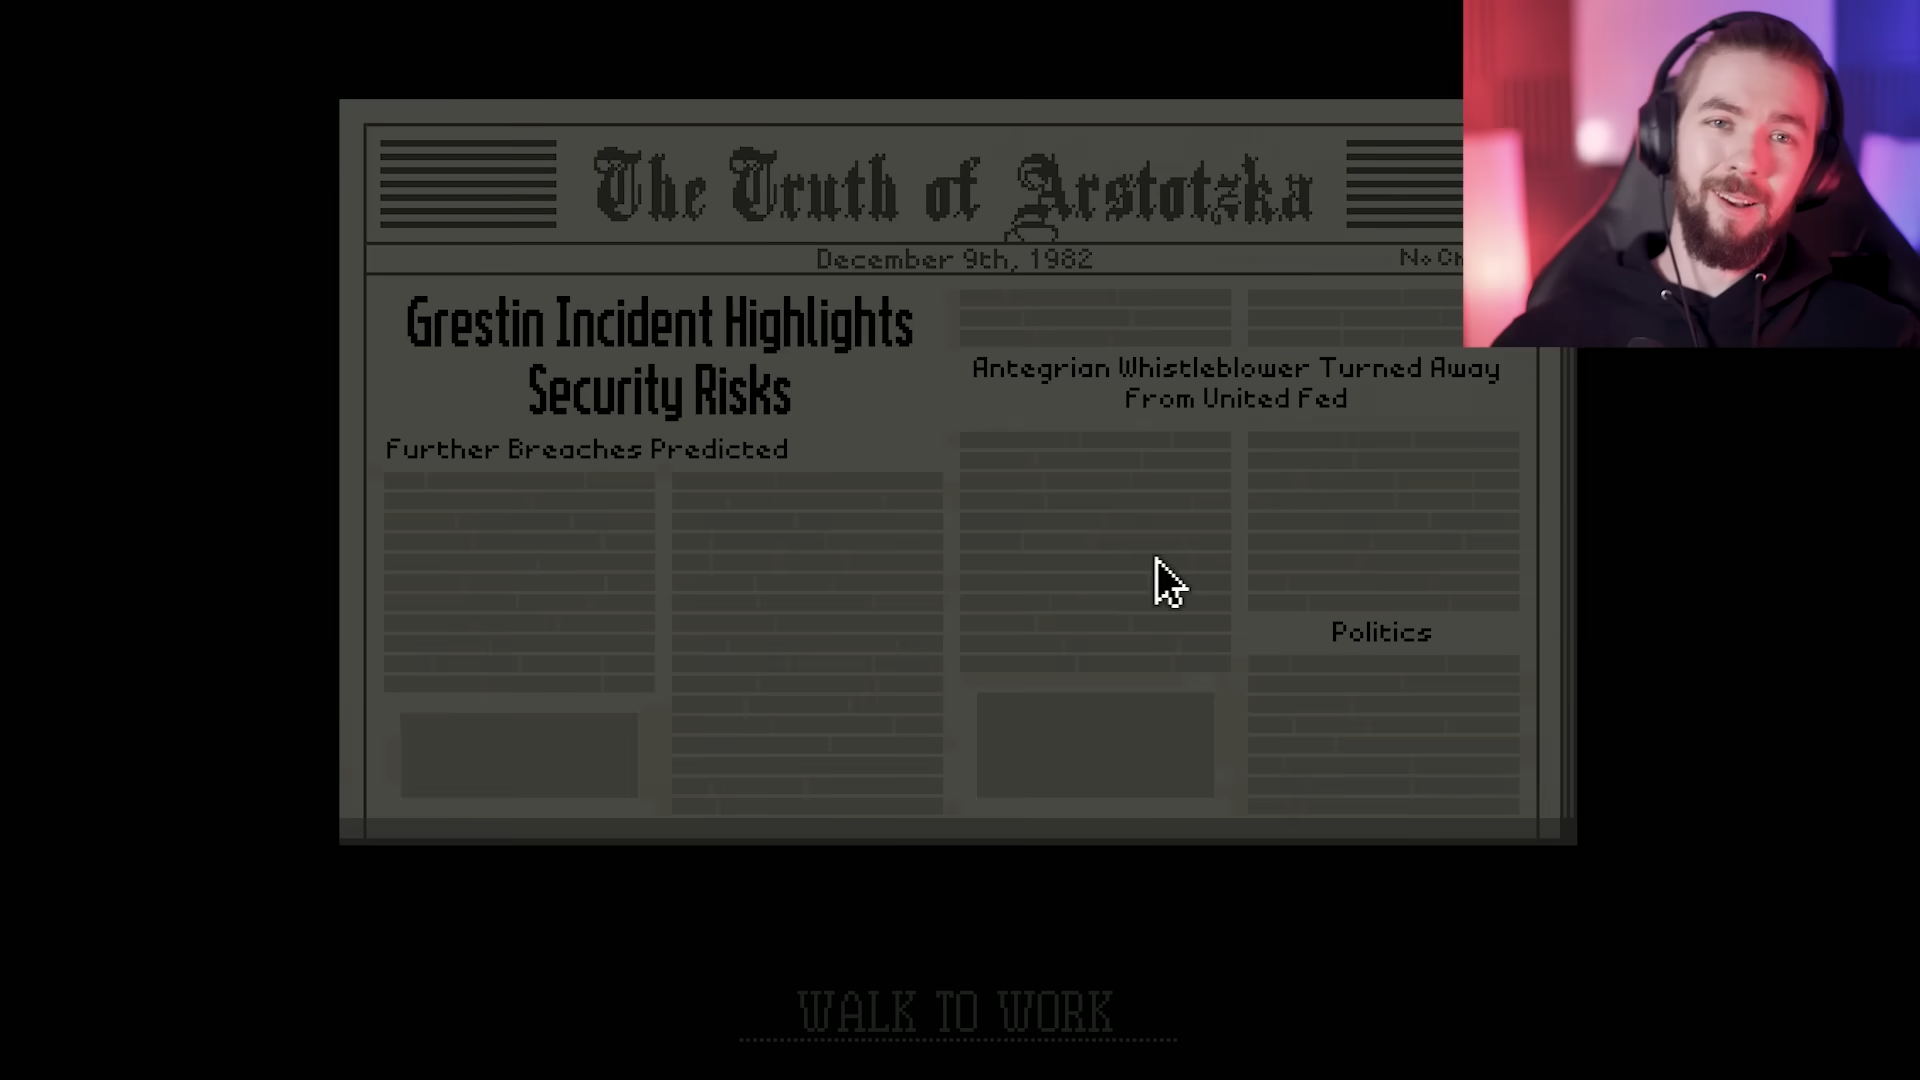 The Truth of Arstotzka
December 9th, 1982
No
Grestin Incident Highlights
Security Risks
Further Breaches Predicted
Antegrian Whistleblower Turned Away
From United Fed
Politics
WALK TO WORK